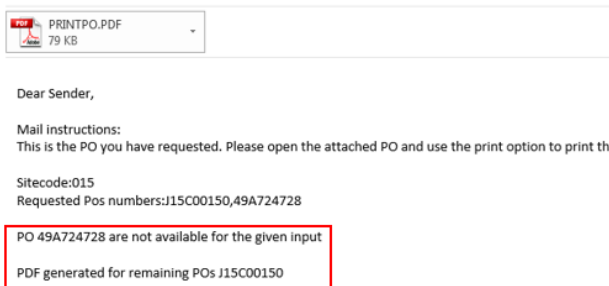 PRINTPO.PDF
79 KB
Dear Sender,
Mail instructions:
This is the PO you have requested. Please open the attached PO and use the print option to print th
Sitecode:015
Requested Pos numbers:J15C00150,49A724728
PO 49A724728 are not available for the given input
PDF generated for remaining POs J15C00150